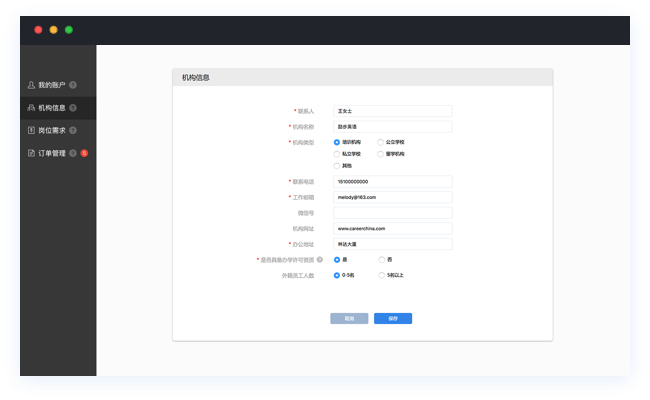 我的账户 ?
机构信息 ?
岗位需求 ?
订单管理 ?
机构信息
* 联系人 王女士
* 机构名称 励步英语
* 机构类型 培训机构 公立学校
私立学校 留学机构
其他
* 联系电话 15100000000
* 工作邮箱 melody@163.com
微信号
机构网址 www.careerchina.com
* 办公地址 林达大厦
* 是否具备办学许可资质 ? 是 否
外籍员工人数 0-5名 5名以上
取消 保存